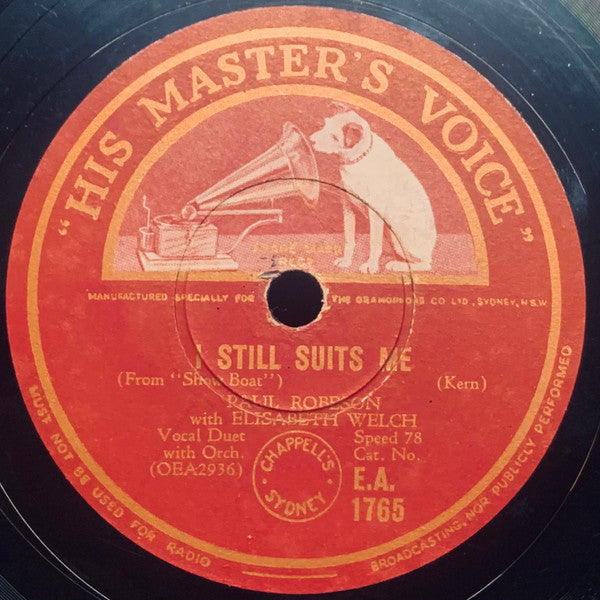 "HIS MASTER'S VOICE"
MANUFACTURED SPECIALLY FOR THE GRAMOPHONE CO LTD., SYDNEY, N.S.W
I STILL SUITS ME
(From "Show Boat") (Kern)
PAUL ROBESON
with ELISABETH WELCH
Vocal Duet Speed 78
with Orch. Cat. No.
(OEA2936) E.A.
1765
CHAPPELL'S SYDNEY
MUST NOT BE USED FOR RADIO BROADCASTING, NOR PUBLICLY PERFORMED